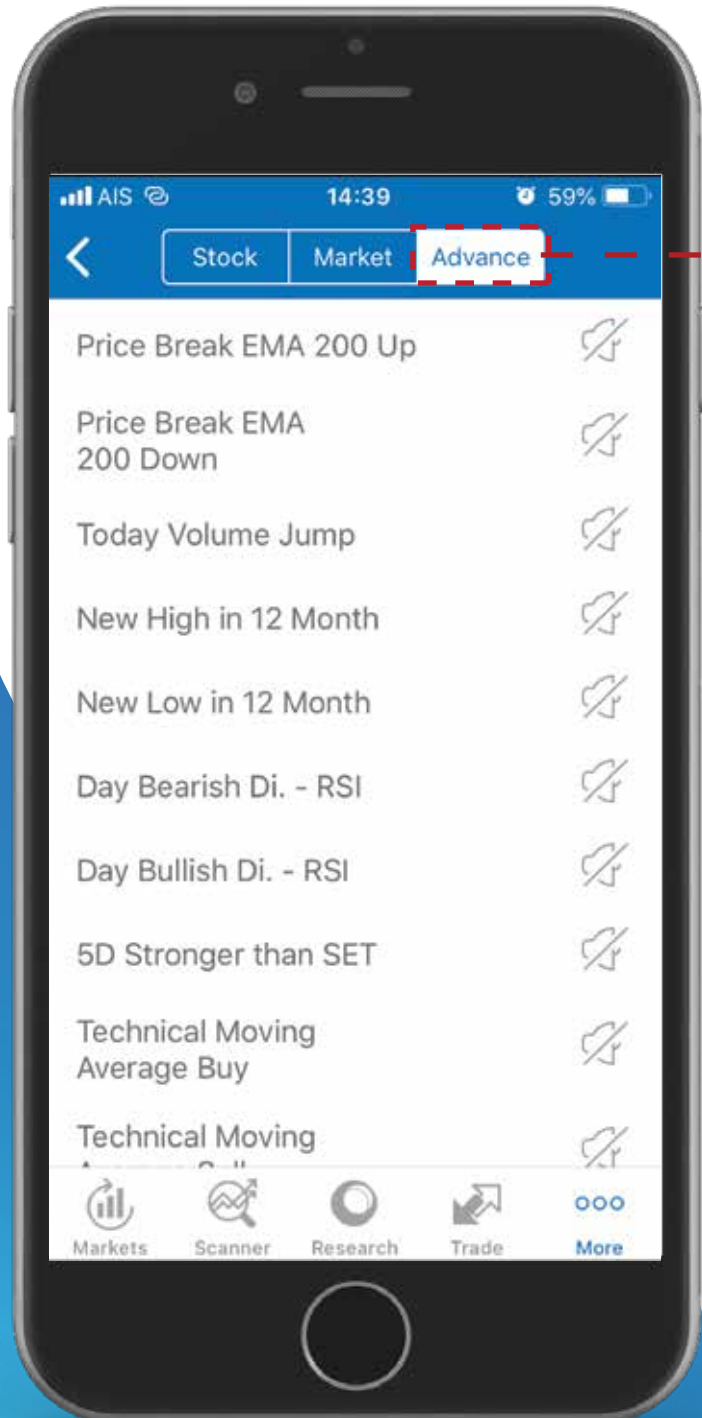 AIS 14:39 59%
Stock Market Advance
Price Break EMA 200 Up
Price Break EMA
200 Down
Today Volume Jump
New High in 12 Month
New Low in 12 Month
Day Bearish Di. - RSI
Day Bullish Di. - RSI
5D Stronger than SET
Technical Moving
Average Buy
Technical Moving
Markets Scanner Research Trade More